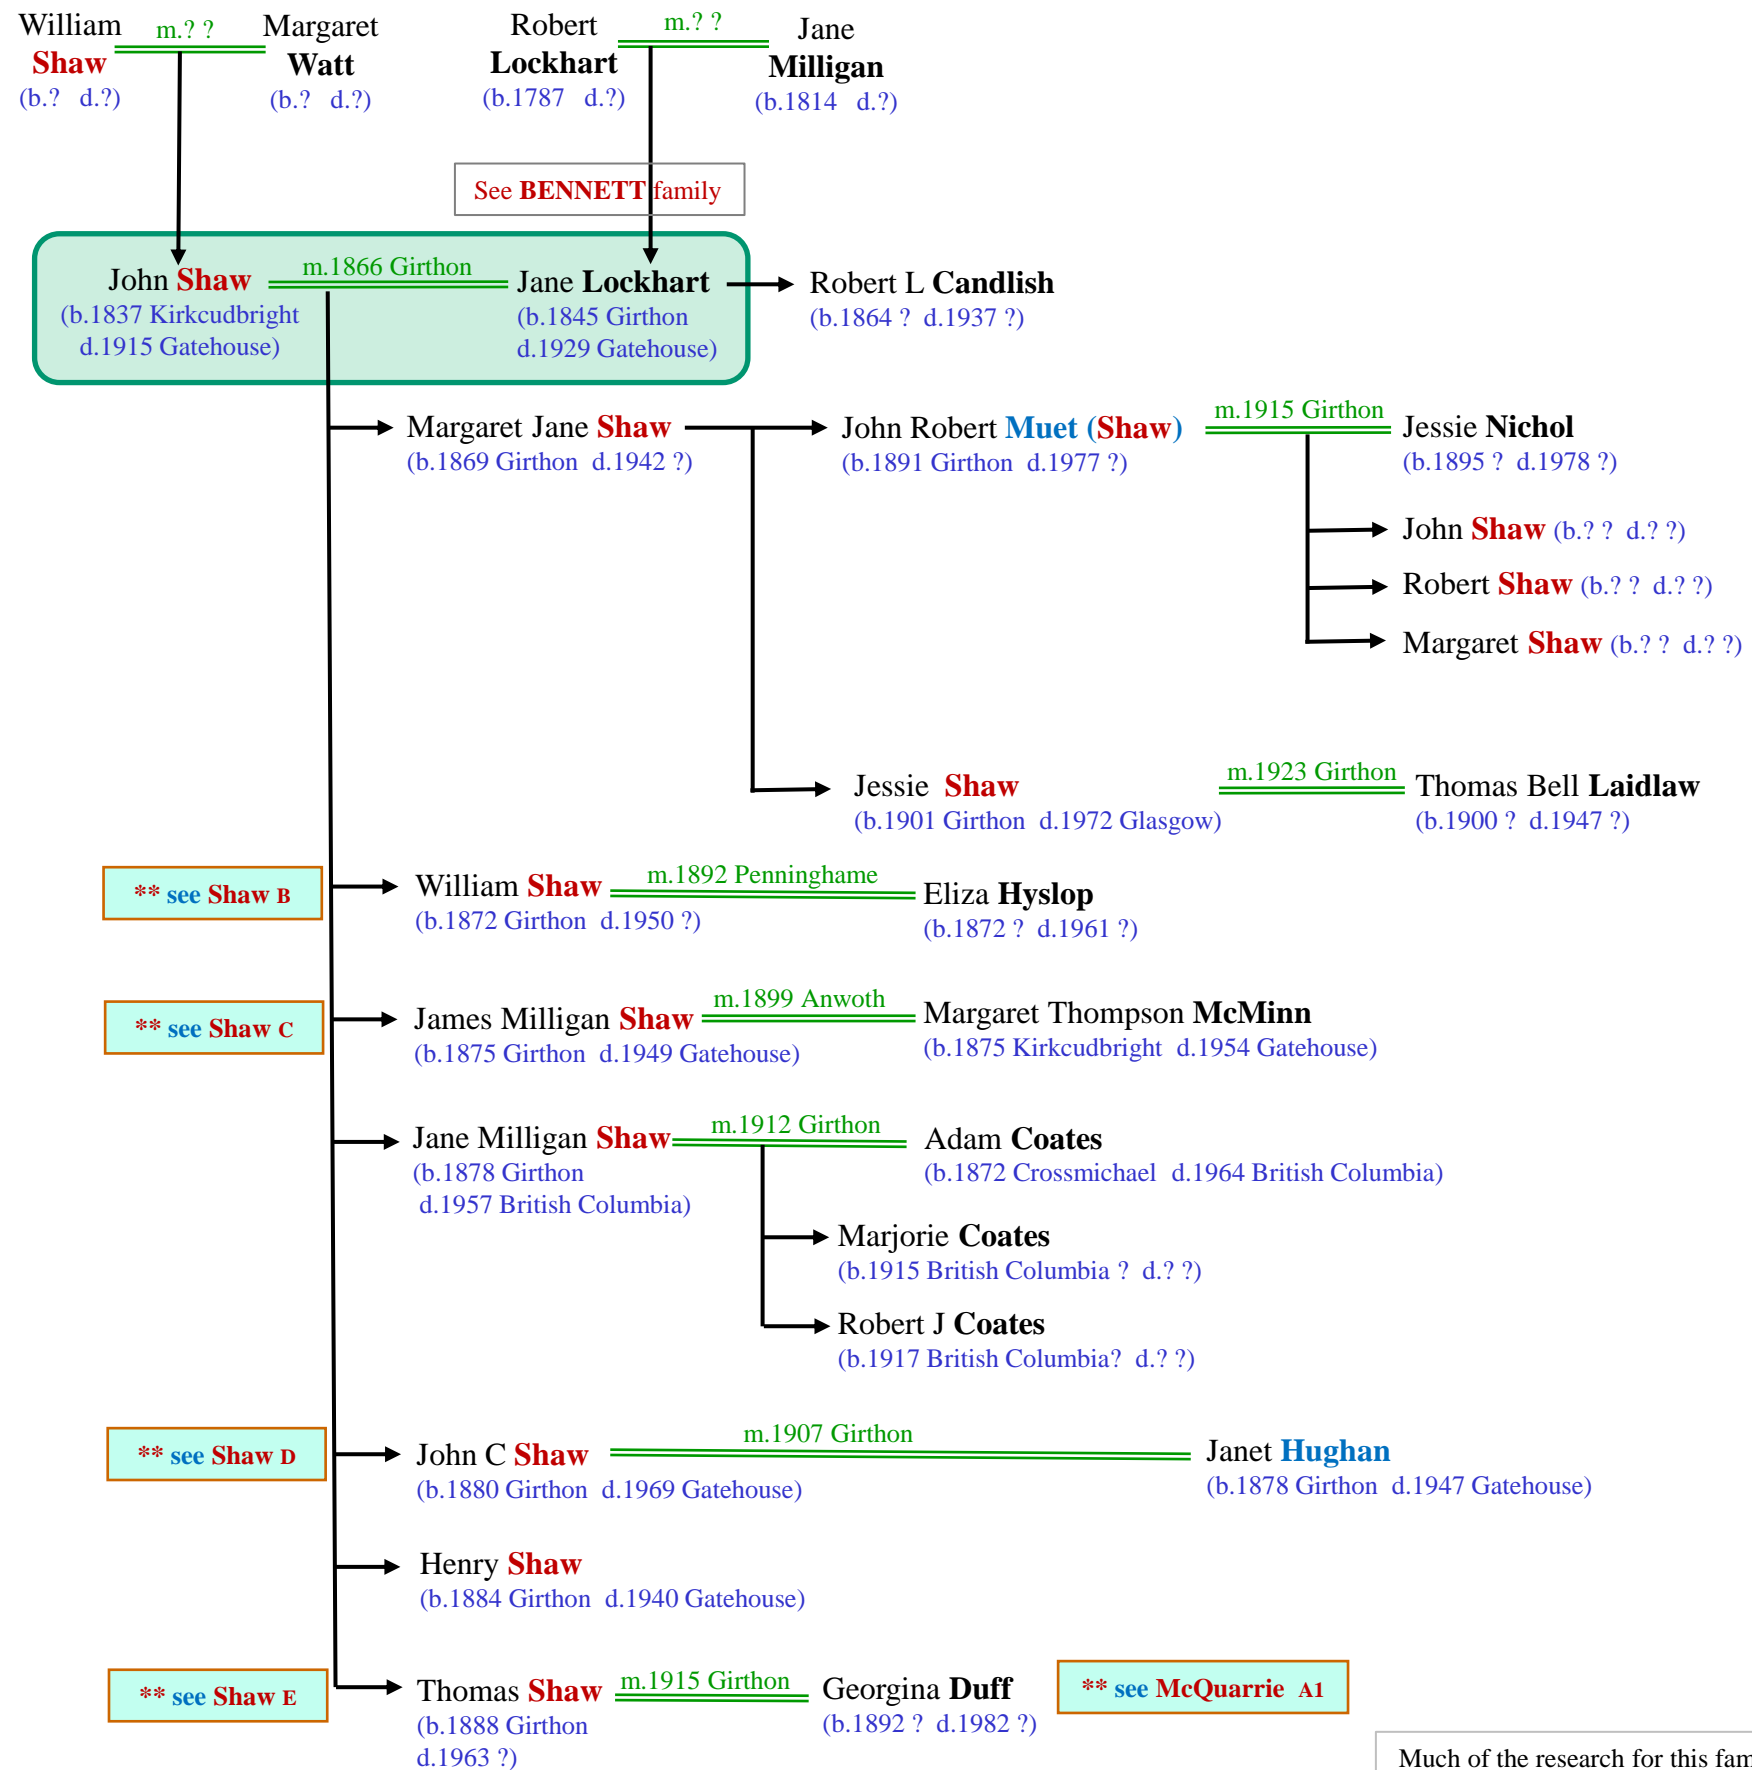 William
Shaw
(b.? d.?)
m.? ?
Margaret
Watt
(b.? d.?)
Robert
Lockhart
(b.1787 d.?)
m.? ?
Jane
Milligan
(b.1814 d.?)
See BENNETT family
John Shaw
(b.1837 Kirkcudbright
d.1915 Gatehouse)
m.1866 Girthon
Jane Lockhart
(b.1845 Girthon
d.1929 Gatehouse)
Robert L Candlish
(b.1864 ? d.1937 ?)
Margaret Jane Shaw
(b.1869 Girthon d.1942 ?)
John Robert Muet (Shaw)
(b.1891 Girthon d.1977 ?)
m.1915 Girthon
Jessie Nichol
(b.1895 ? d.1978 ?)
John Shaw (b.? ? d.? ?)
Robert Shaw (b.? ? d.? ?)
Margaret Shaw (b.? ? d.? ?)
Jessie Shaw
(b.1901 Girthon d.1972 Glasgow)
m.1923 Girthon
Thomas Bell Laidlaw
(b.1900 ? d.1947 ?)
** see Shaw B
William Shaw
(b.1872 Girthon d.1950 ?)
m.1892 Penninghame
Eliza Hyslop
(b.1872 ? d.1961 ?)
** see Shaw C
James Milligan Shaw
(b.1875 Girthon d.1949 Gatehouse)
m.1899 Anwoth
Margaret Thompson McMinn
(b.1875 Kirkcudbright d.1954 Gatehouse)
Jane Milligan Shaw
(b.1878 Girthon
d.1957 British Columbia)
m.1912 Girthon
Adam Coates
(b.1872 Crossmichael d.1964 British Columbia)
Marjorie Coates
(b.1915 British Columbia ? d.? ?)
Robert J Coates
(b.1917 British Columbia? d.? ?)
** see Shaw D
John C Shaw
(b.1880 Girthon d.1969 Gatehouse)
m.1907 Girthon
Janet Hughan
(b.1878 Girthon d.1947 Gatehouse)
Henry Shaw
(b.1884 Girthon d.1940 Gatehouse)
** see Shaw E
Thomas Shaw
(b.1888 Girthon
d.1963 ?)
m.1915 Girthon
Georgina Duff
(b.1892 ? d.1982 ?)
** see McQuarrie A1
Much of the research for this fam